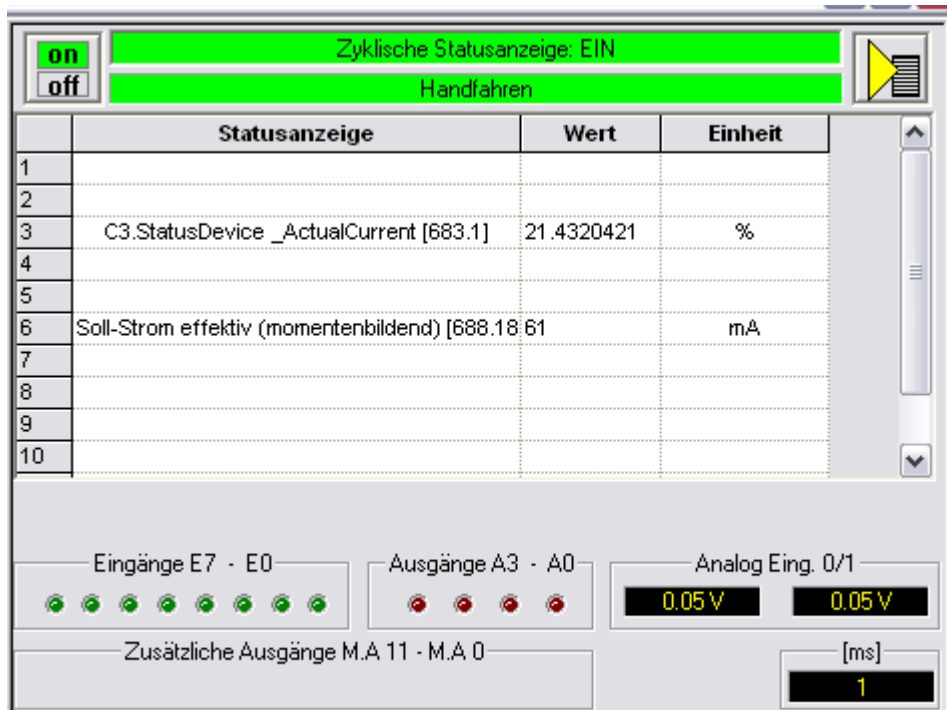 on
off
Zyklische Statusanzeige: EIN
Handfahren
Statusanzeige Wert Einheit
1
2
3 C3.StatusDevice _ActualCurrent [683.1] 21.4320421 %
4
5
6 Soll-Strom effektiv (momentenbildend) [688.18 61 mA
7
8
9
10
Eingänge E7 - E0 Ausgänge A3 - A0 Analog Eing. 0/1
0.05 V 0.05 V
Zusätzliche Ausgänge M.A 11 - M.A 0 [ms]
1